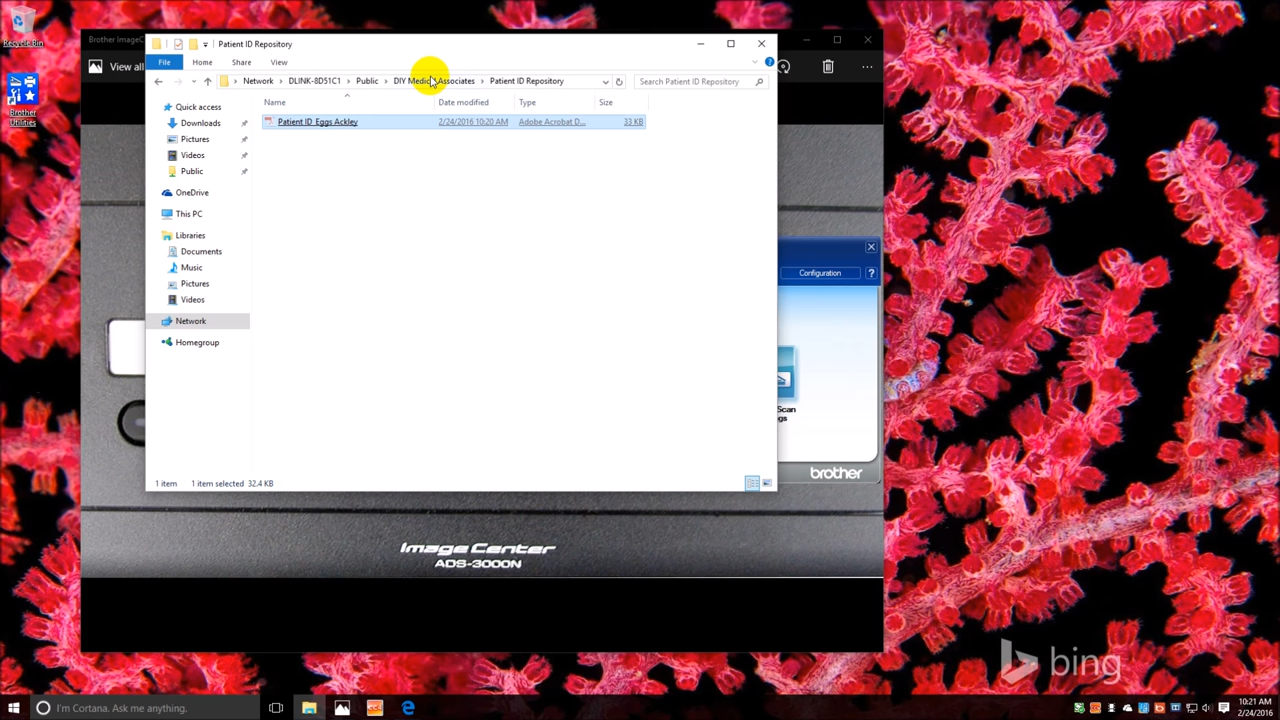 Recycle Bin
Brother Utilities
Brother ImageC
View all
Patient ID Repository
File Home Share View
Network DLINK-8D51C1 Public DIY Medical Associates Patient ID Repository
Search Patient ID Repository
Name Date modified Type Size
Patient ID_Eggs Ackley 2/24/2016 10:20 AM Adobe Acrobat D... 33 KB
Quick access
Downloads
Pictures
Videos
Public
OneDrive
This PC
Libraries
Documents
Music
Pictures
Videos
Network
Homegroup
1 item 1 item selected 32.4 KB
Configuration ?
Scan
gs
brother
ImageCenter
ADS-3000N
bing
I'm Cortana. Ask me anything.
10:21 AM
2/24/2016